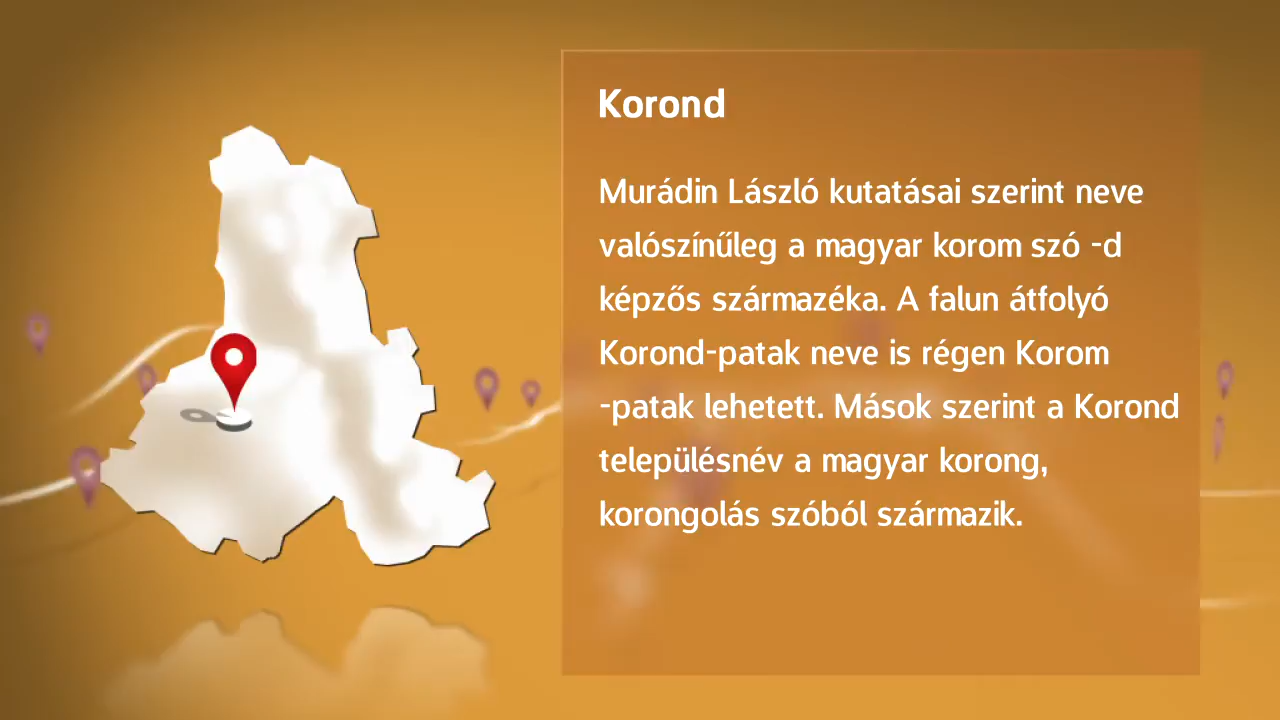 Korond
Murádin László kutatásai szerint neve
valószínűleg a magyar korom szó -d
képzős származéka. A falun átfolyó
Korond-patak neve is régen Korom
-patak lehetett. Mások szerint a Korond
településnév a magyar korong,
korongolás szóból származik.